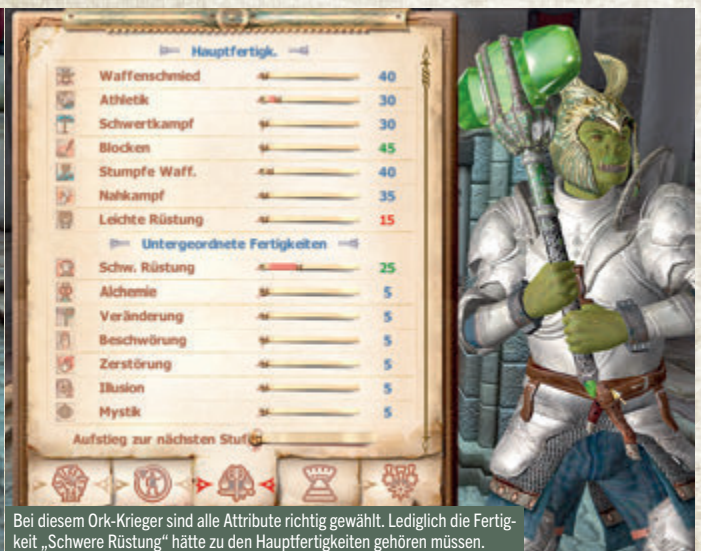 Hauptfertigk.
Waffenschmied 40
Athletik 30
Schwertkampf 30
Blocken 45
Stumpfe Waff. 40
Nahkampf 35
Leichte Rüstung 15
Untergeordnete Fertigkeiten
Schw. Rüstung 25
Alchemie 5
Veränderung 5
Beschwörung 5
Zerstörung 5
Illusion 5
Mystik 5
Aufstieg zur nächsten Stufe
Bei diesem Ork-Krieger sind alle Attribute richtig gewählt. Lediglich die Fertig-
keit „Schwere Rüstung“ hätte zu den Hauptfertigkeiten gehören müssen.